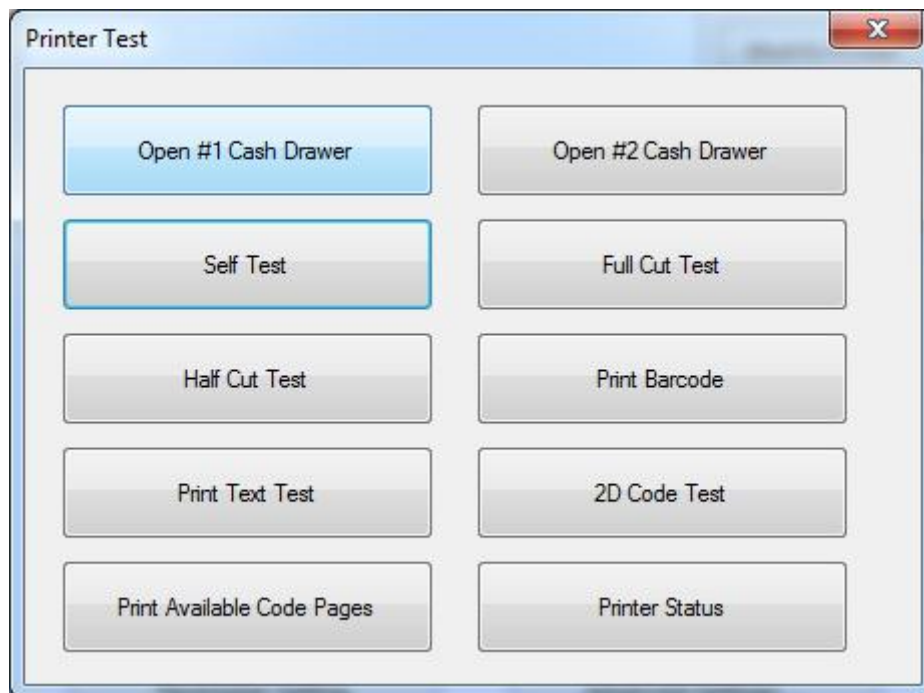 Printer Test
Open #1 Cash Drawer
Open #2 Cash Drawer
Self Test
Full Cut Test
Half Cut Test
Print Barcode
Print Text Test
2D Code Test
Print Available Code Pages
Printer Status